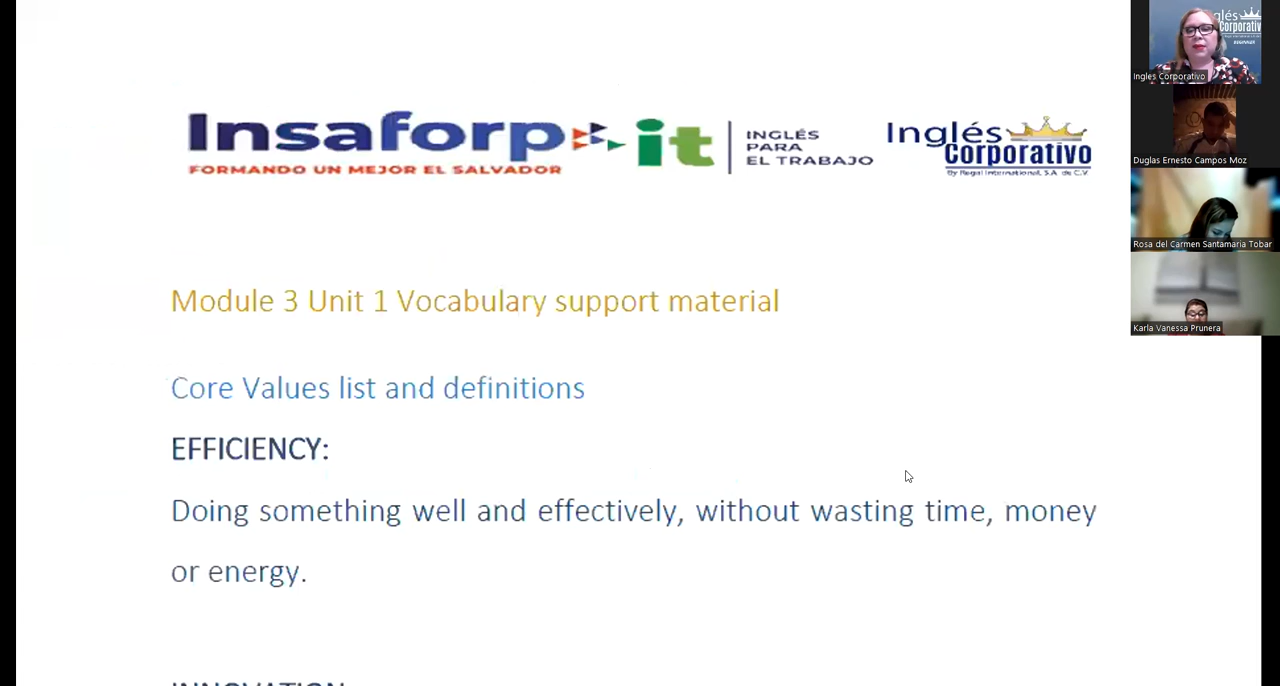 Insaforp
FORMANDO UN MEJOR EL SALVADOR
it
INGLÉS
PARA
EL TRABAJO
Inglés
Corporativo
By Regal International, S.A. de C.V.
Module 3 Unit 1 Vocabulary support material
Core Values list and definitions
EFFICIENCY:
Doing something well and effectively, without wasting time, money
or energy.
Ingles Corporativo
Duglas Ernesto Campos Moz
Rosa del Carmen Santamaria Tobar
Karla Vanessa Prunera